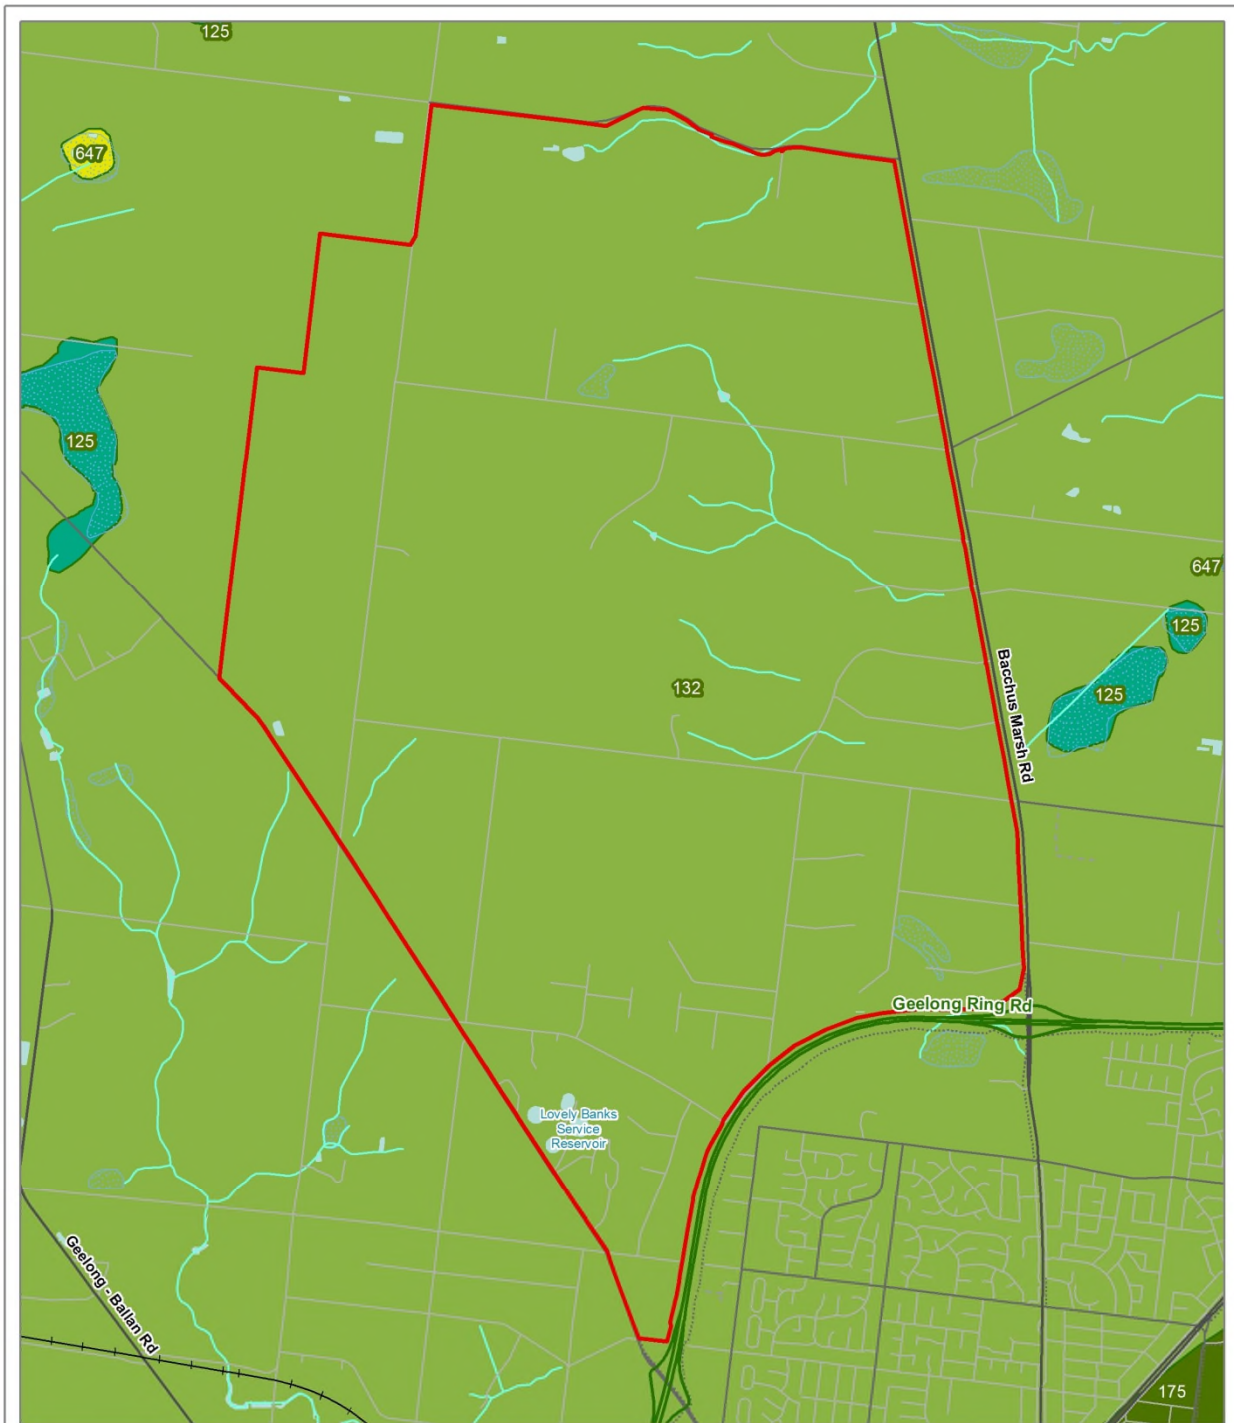 125
647
125
647
125
125
132
Bacchus Marsh Rd
Geelong Ring Rd
Lovely Banks
Service
Reservoir
Geelong - Ballan Rd
175